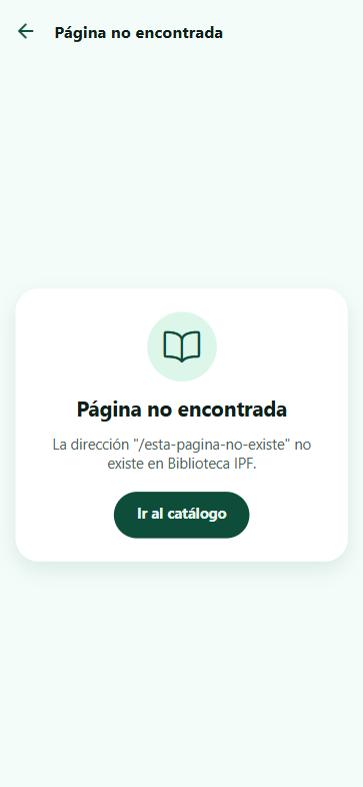 Página no encontrada
Página no encontrada
La dirección "/esta-pagina-no-existe" no
existe en Biblioteca IPF.
Ir al catálogo